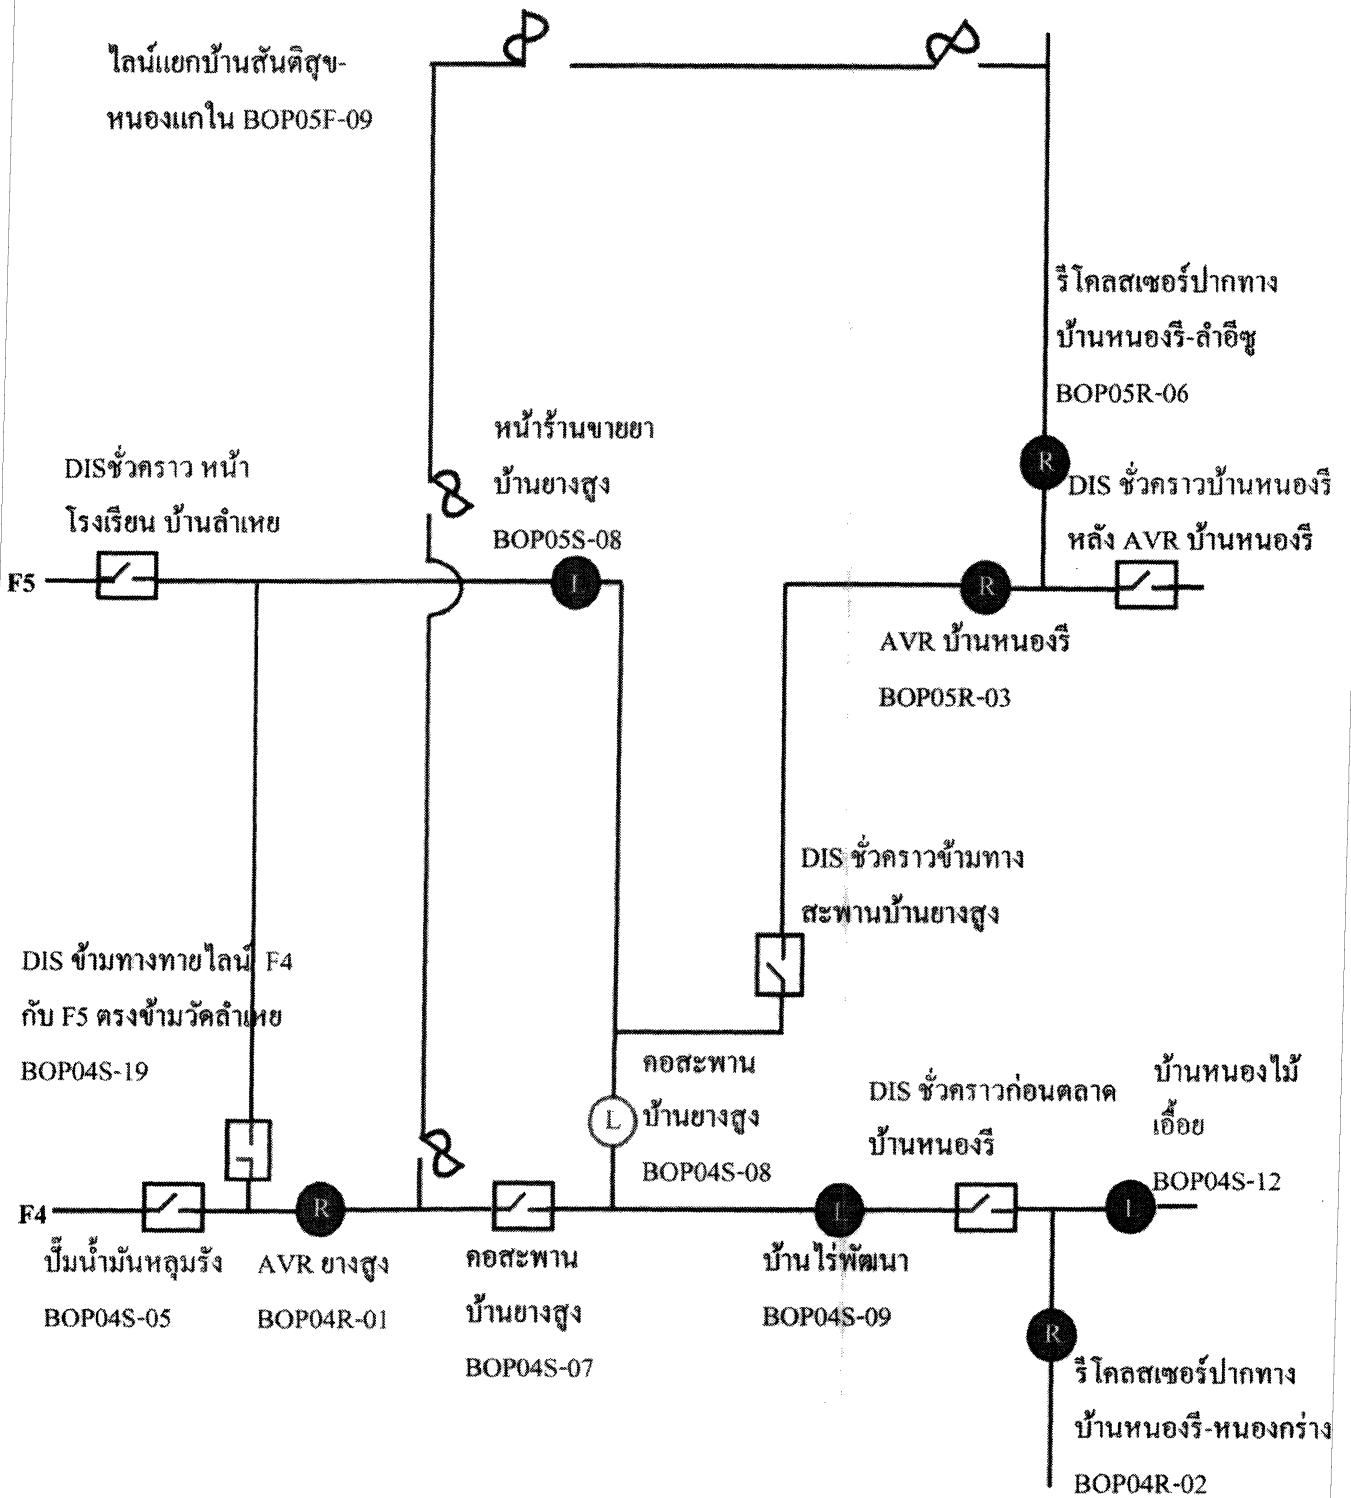 ไลน์แยกบ้านสันติสุข-
หนองแกใน BOP05F-09
รีโคลสเซอร์ปากทาง
บ้านหนองรี-ลำอีซู
BOP05R-06
หน้าร้านขายยา
บ้านยางสูง
BOP05S-08
DISชั่วคราว หน้า
โรงเรียน บ้านลำเหย
R
DIS ชั่วคราวบ้านหนองรี
หลัง AVR บ้านหนองรี
F5
L
R
AVR บ้านหนองรี
BOP05R-03
DIS ชั่วคราวข้ามทาง
สะพานบ้านยางสูง
DIS ข้ามทางทายไลน์ F4
กับ F5 ตรงข้ามวัดลำเหย
BOP04S-19
คอสะพาน
บ้านยางสูง
BOP04S-08
L
DIS ชั่วคราวก่อนตลาด
บ้านหนองรี
บ้านหนองไม้
เอื้อย
BOP04S-12
F4
R
L
L
ปั๊มน้ำมันหลุมรัง
BOP04S-05
AVR ยางสูง
BOP04R-01
คอสะพาน
บ้านยางสูง
BOP04S-07
บ้านไร่พัฒนา
BOP04S-09
R
รีโคลสเซอร์ปากทาง
บ้านหนองรี-หนองกร่าง
BOP04R-02